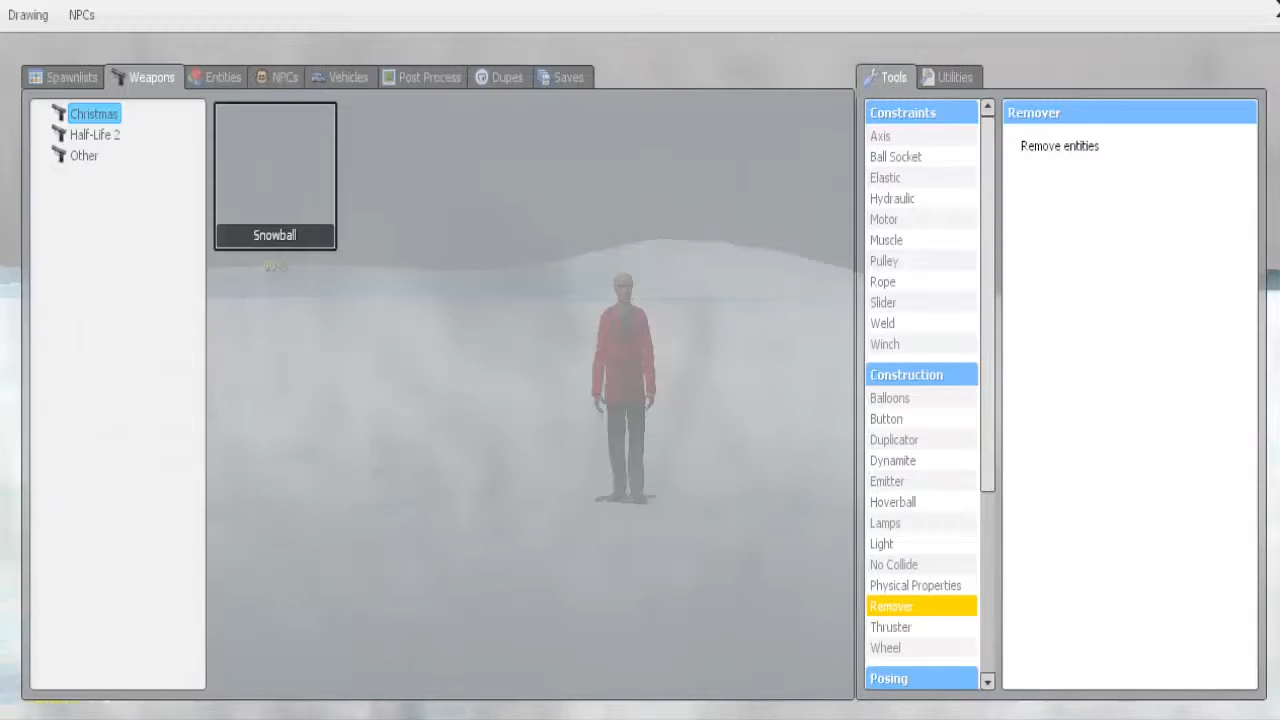 Drawing NPCs
Spawnlists Weapons Entities NPCs Vehicles Post Process Dupes Saves
Christmas
Half-Life 2
Other
Snowball
Tools Utilities
Constraints
Axis
Ball Socket
Elastic
Hydraulic
Motor
Muscle
Pulley
Rope
Slider
Weld
Winch
Construction
Balloons
Button
Duplicator
Dynamite
Emitter
Hoverball
Lamps
Light
No Collide
Physical Properties
Remover
Thruster
Wheel
Posing
Remover
Remove entities